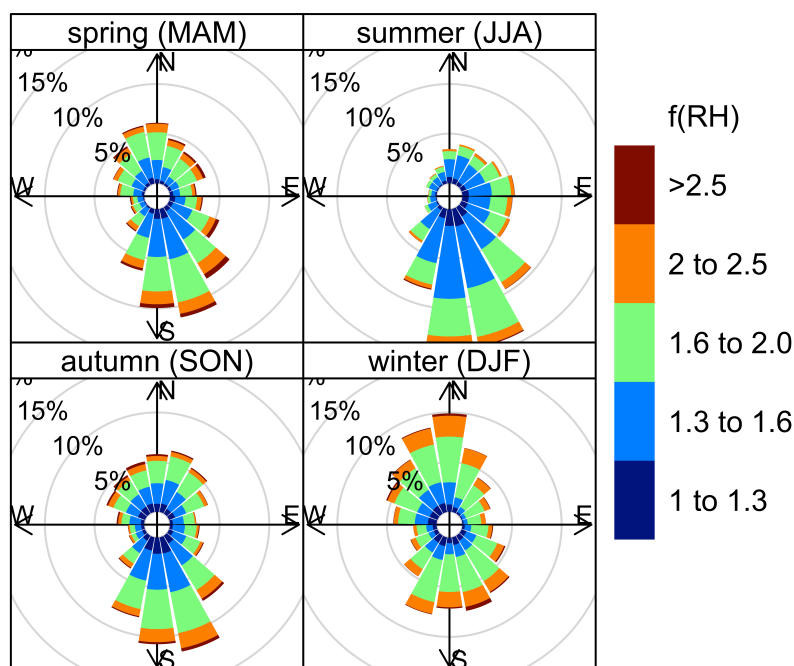 spring (MAM)
%
15%
10%
5%
N
W
E
S
summer (JJA)
%
15%
10%
5%
N
W
E
autumn (SON)
%
15%
10%
5%
N
W
E
S
winter (DJF)
%
15%
10%
5%
N
W
E
S
f(RH)
>2.5
2 to 2.5
1.6 to 2.0
1.3 to 1.6
1 to 1.3